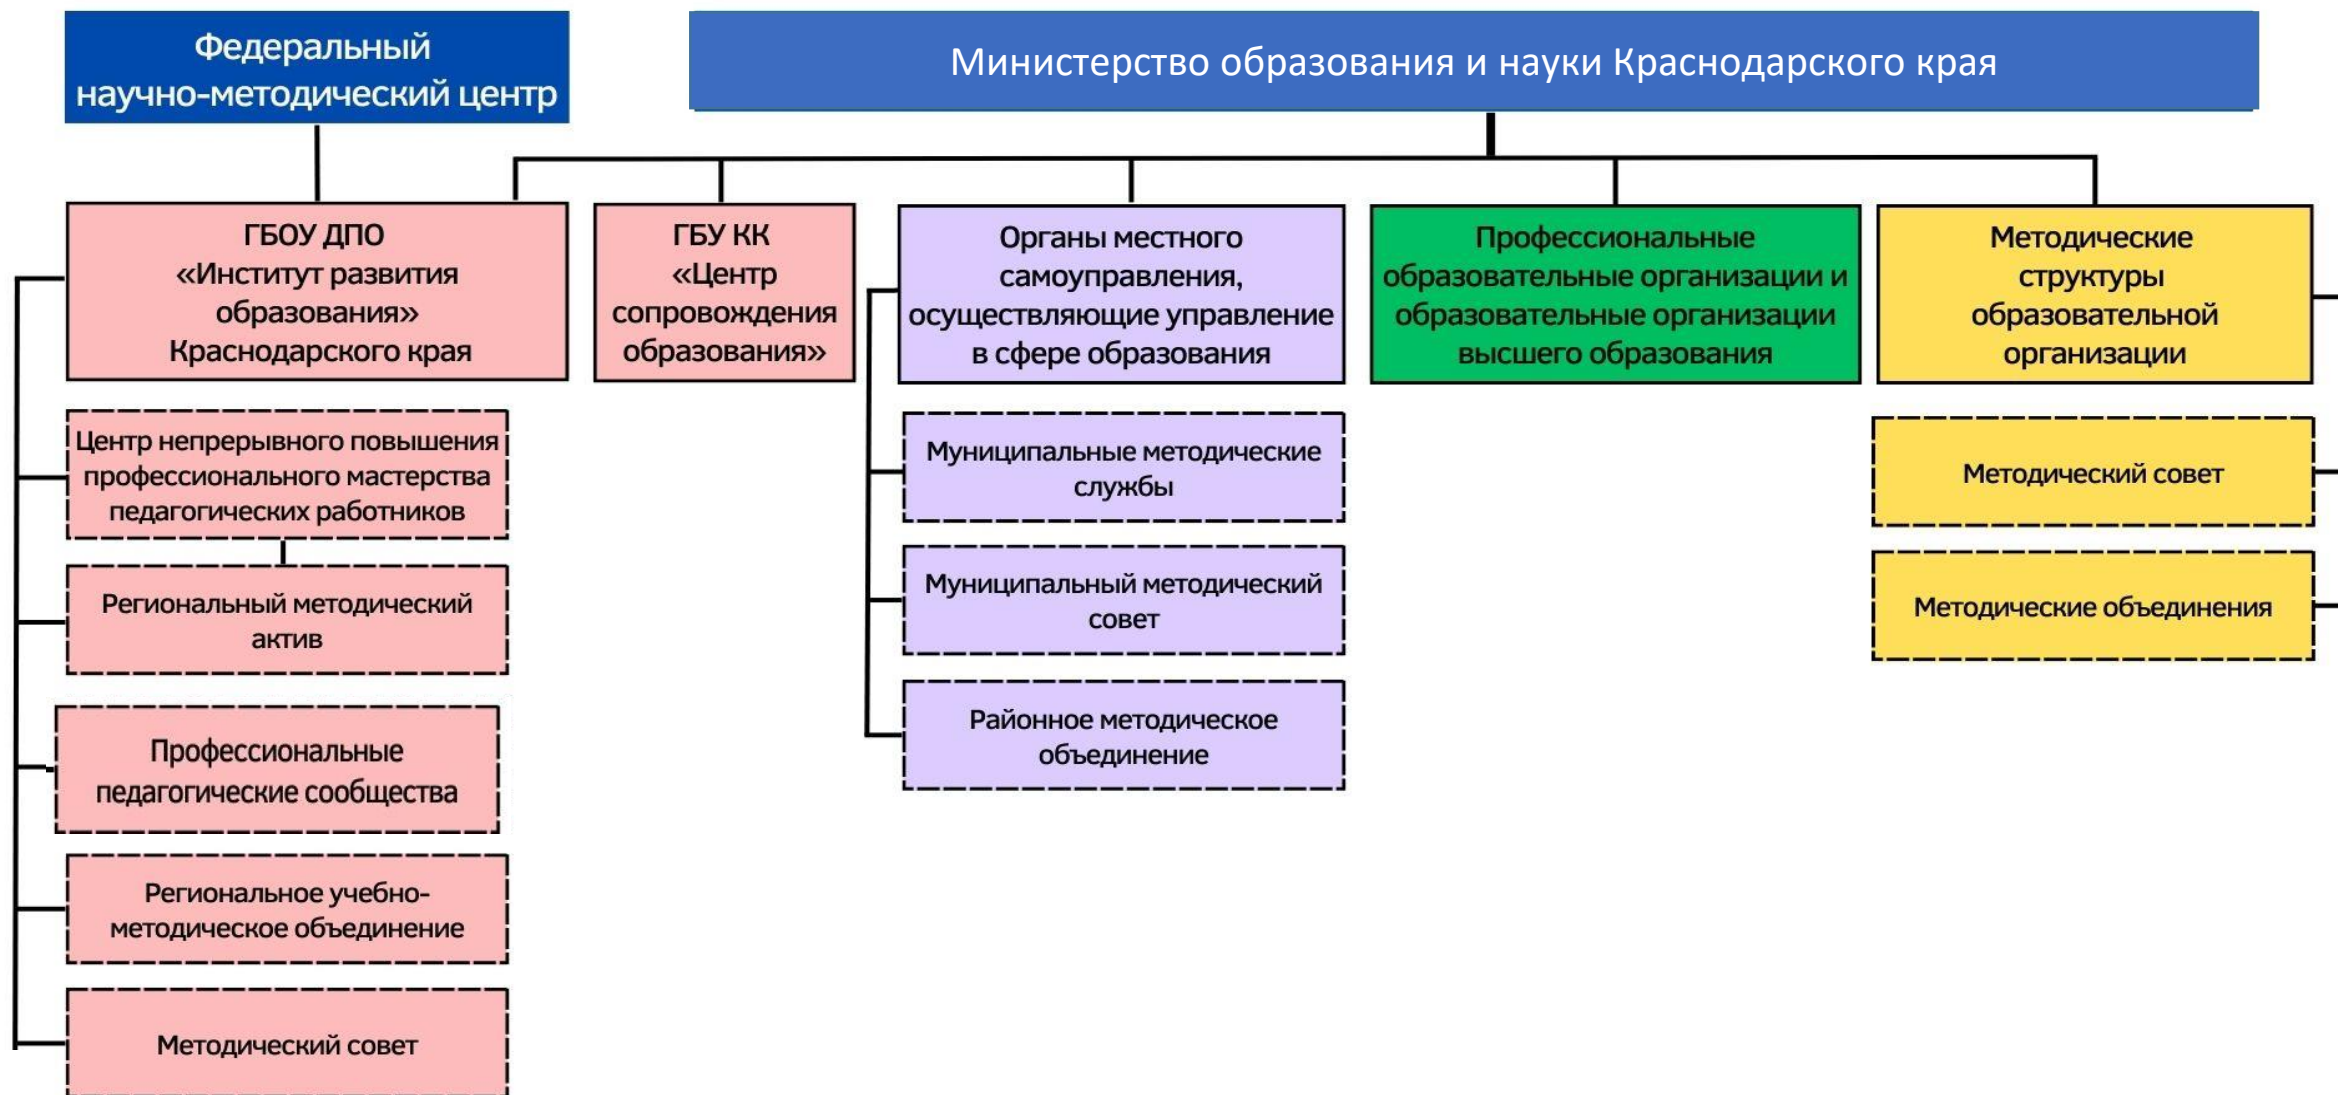 Федеральный
научно-методический центр
Министерство образования и науки Краснодарского края
ГБОУ ДПО
«Институт развития
образования»
Краснодарского края
ГБУ КК
«Центр
сопровождения
образования»
Органы местного
самоуправления,
осуществляющие управление
в сфере образования
Профессиональные
образовательные организации и
образовательные организации
высшего образования
Методические
структуры
образовательной
организации
Центр непрерывного повышения
профессионального мастерства
педагогических работников
Региональный методический
актив
Профессиональные
педагогические сообщества
Региональное учебно-
методическое объединение
Методический совет
Муниципальные методические
службы
Муниципальный методический
совет
Районное методическое
объединение
Методический совет
Методические объединения